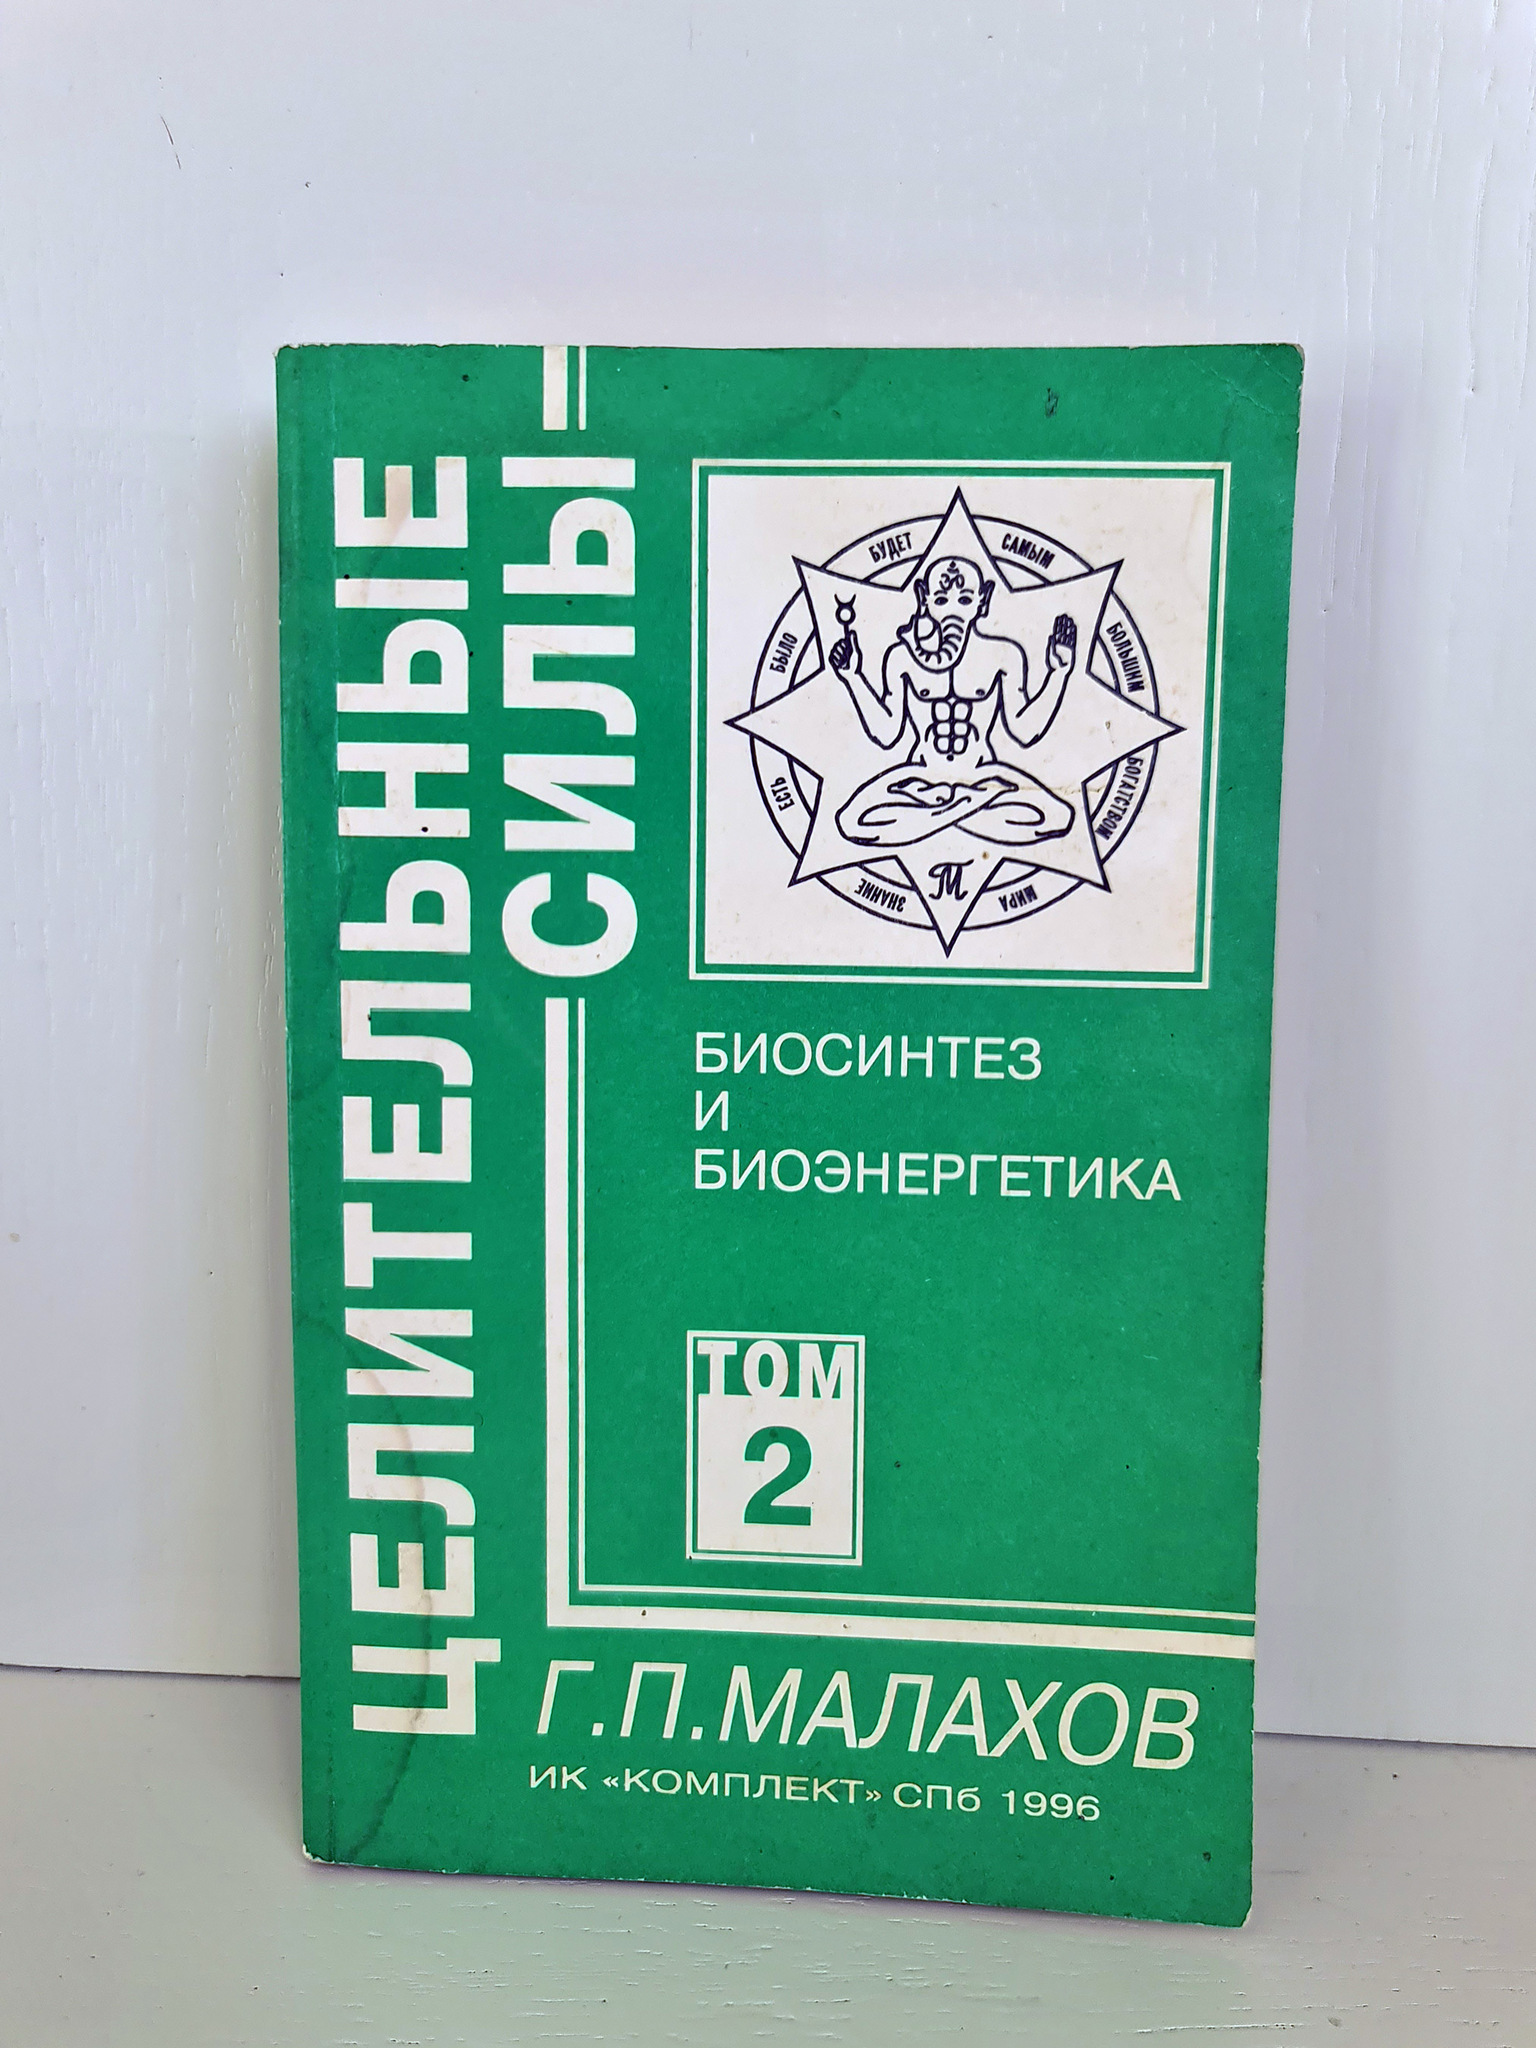 ЦЕЛИТЕЛЬНЫЕ
СИЛЫ
ЗНАНИЕ ЕСТЬ БЫЛО БУДЕТ САМЫМ БОЛЬШИМ БОГАТСТВОМ МИРА
ॐ
М
БИОСИНТЕЗ
И
БИОЭНЕРГЕТИКА
ТОМ
2
Г.П.МАЛАХОВ
ИК «КОМПЛЕКТ» СПб 1996